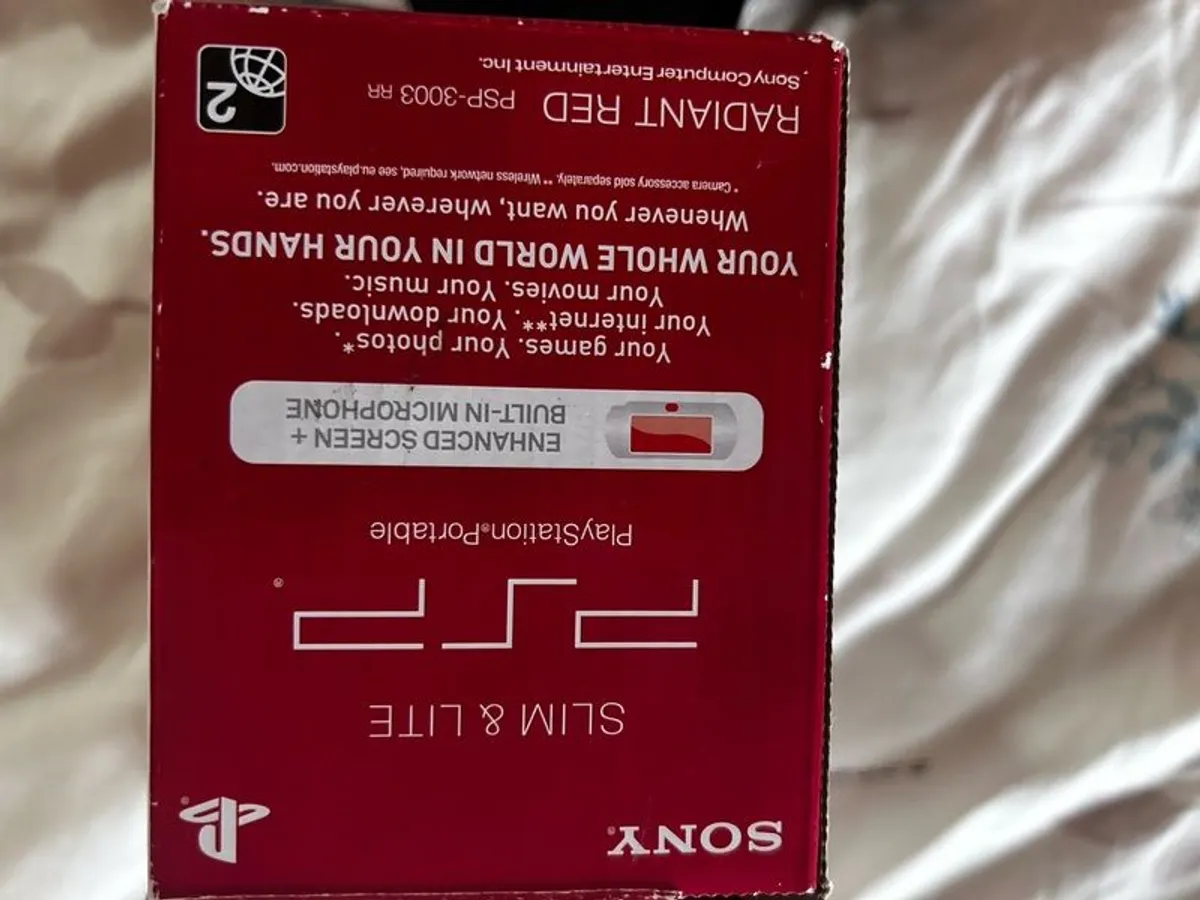 SONY®
SLIM & LITE
PSP®
PlayStation®Portable
ENHANCED SCREEN +
BUILT-IN MICROPHONE
Your games. Your photos*.
Your internet**. Your downloads.
Your movies. Your music.
YOUR WHOLE WORLD IN YOUR HANDS.
Whenever you want, wherever you are.
* Camera accessory sold separately. ** Wireless network required, see eu.playstation.com.
RADIANT RED PSP-3003 RR
Sony Computer Entertainment Inc.
2